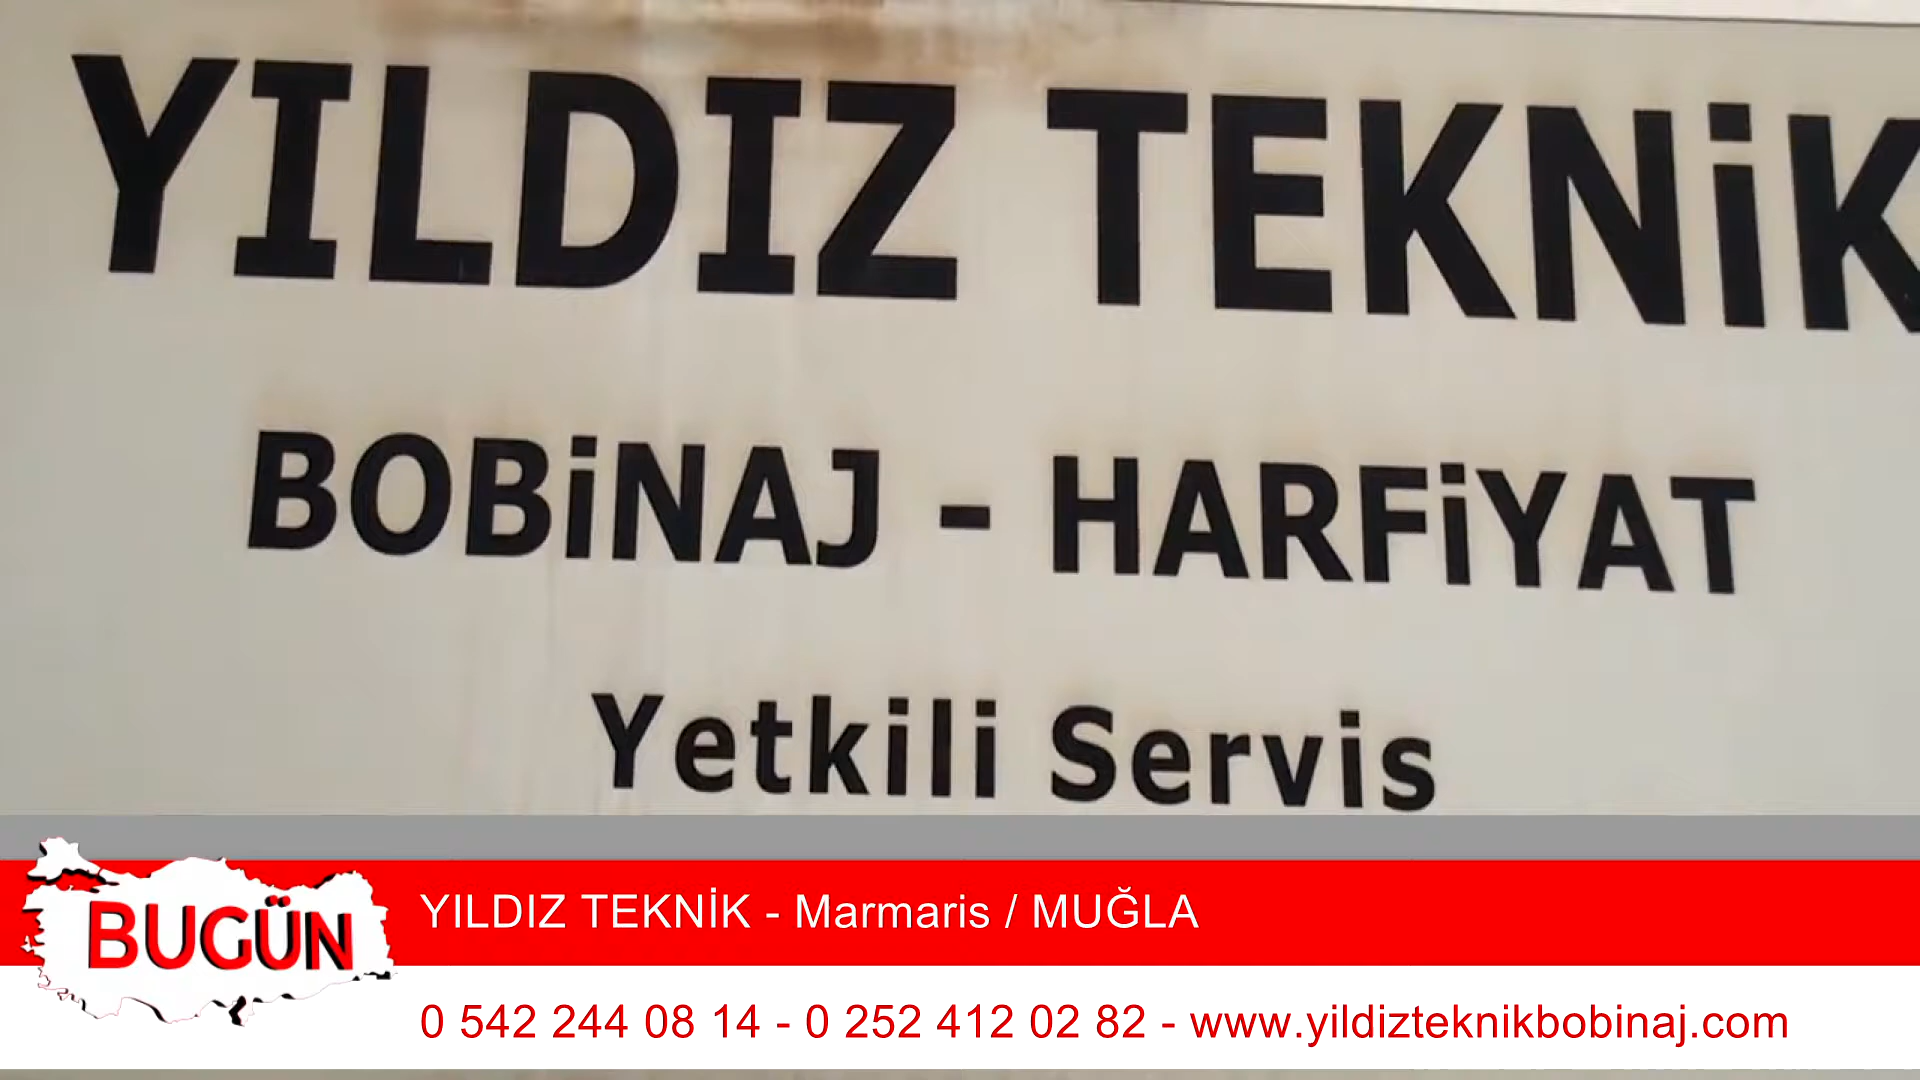 YILDIZ TEKNiK
BOBiNAJ - HARFiYAT
Yetkili Servis
BUGÜN
YILDIZ TEKNİK - Marmaris / MUĞLA
0 542 244 08 14 - 0 252 412 02 82 - www.yildizteknikbobinaj.com